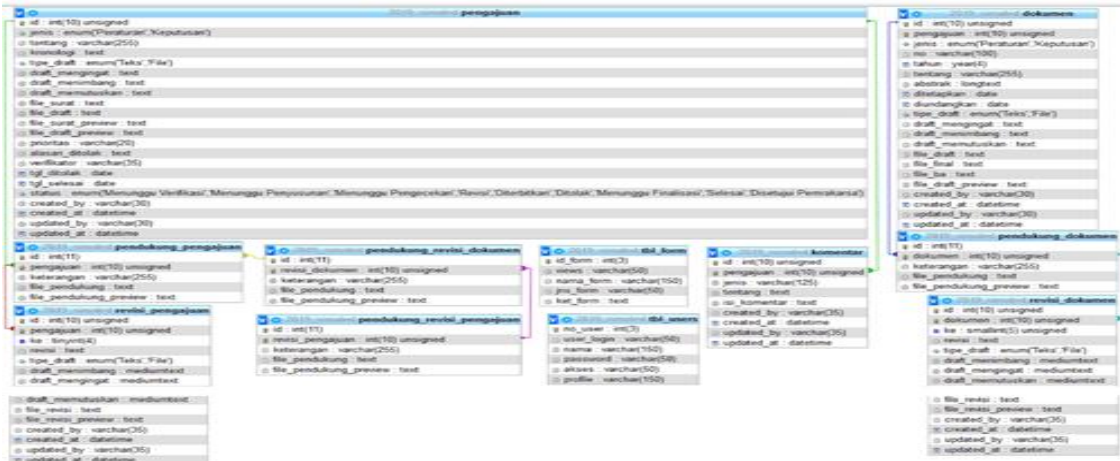 pengajuan
id : int(10) unsigned
jenis : enum('Peraturan','Keputusan')
tentang : varchar(255)
kronologi : text
tipe_draft : enum('Teks','File')
draft_mengingat : text
draft_menimbang : text
draft_memutuskan : text
file_surat : text
file_draft : text
file_surat_preview : text
file_draft_preview : text
prioritas : varchar(20)
alasan_ditolak : text
verifikator : varchar(35)
tgl_ditolak : date
tgl_selesai : date
status : enum('Menunggu Verifikasi','Menunggu Penyusunan','Menunggu Pengecekan','Revisi','Diterbitkan','Ditolak','Menunggu Finalisasi','Selesai','Disetujui Pemrakarsa')
created_by : varchar(30)
created_at : datetime
updated_by : varchar(30)
updated_at : datetime
dokumen
id : int(10) unsigned
pengajuan : int(10) unsigned
jenis : enum('Peraturan','Keputusan')
no : varchar(100)
tahun : year(4)
tentang : varchar(255)
abstrak : longtext
ditetapkan : date
diundangkan : date
tipe_draft : enum('Teks','File')
draft_mengingat : text
draft_menimbang : text
draft_memutuskan : text
file_draft : text
file_final : text
file_ba : text
file_draft_preview : text
created_by : varchar(30)
created_at : datetime
updated_by : varchar(30)
updated_at : datetime
pendukung_pengajuan
id : int(11)
pengajuan : int(10) unsigned
keterangan : varchar(255)
file_pendukung : text
file_pendukung_preview : text
pendukung_revisi_dokumen
id : int(11)
revisi_dokumen : int(10) unsigned
keterangan : varchar(255)
file_pendukung : text
file_pendukung_preview : text
tbl_form
id_form : int(3)
views : varchar(50)
nama_form : varchar(150)
jns_form : varchar(50)
ket_form : text
komentar
id : int(10) unsigned
pengajuan : int(10) unsigned
jenis : varchar(125)
tentang : text
isi_komentar : text
created_by : varchar(35)
created_at : datetime
updated_by : varchar(35)
updated_at : datetime
pendukung_dokumen
id : int(11)
dokumen : int(10) unsigned
keterangan : varchar(255)
file_pendukung : text
file_pendukung_preview : text
revisi_pengajuan
id : int(10) unsigned
pengajuan : int(10) unsigned
ke : tinyint(4)
revisi : text
tipe_draft : enum('Teks','File')
draft_menimbang : mediumtext
draft_mengingat : mediumtext
draft_memutuskan : mediumtext
file_revisi : text
file_revisi_preview : text
created_by : varchar(35)
created_at : datetime
updated_by : varchar(35)
updated_at : datetime
pendukung_revisi_pengajuan
id : int(11)
revisi_pengajuan : int(10) unsigned
keterangan : varchar(255)
file_pendukung : text
file_pendukung_preview : text
tbl_users
no_user : int(3)
user_login : varchar(50)
nama : varchar(150)
password : varchar(50)
akses : varchar(50)
profile : varchar(150)
revisi_dokumen
id : int(10) unsigned
dokumen : int(10) unsigned
ke : smallint(5) unsigned
revisi : text
tipe_draft : enum('Teks','File')
draft_menimbang : mediumtext
draft_mengingat : mediumtext
draft_memutuskan : mediumtext
file_revisi : text
file_revisi_preview : text
created_by : varchar(35)
created_at : datetime
updated_by : varchar(35)
updated_at : datetime